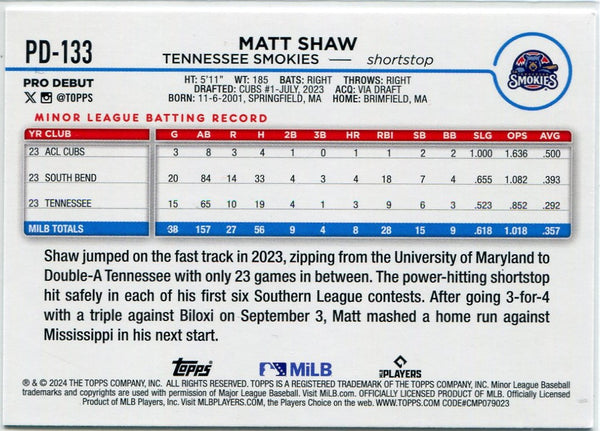 PD-133
MATT SHAW
TENNESSEE SMOKIES — shortstop
SMOKIES
PRO DEBUT
@TOPPS
HT: 5'11" WT: 185 BATS: RIGHT THROWS: RIGHT
DRAFTED: CUBS #1-JULY, 2023 ACQ: VIA DRAFT
BORN: 11-6-2001, SPRINGFIELD, MA HOME: BRIMFIELD, MA
MINOR LEAGUE BATTING RECORD
YR CLUB G AB R H 2B 3B HR RBI SB BB SLG OPS AVG
23 ACL CUBS 3 8 3 4 1 0 1 1 2 2 1.000 1.636 .500
23 SOUTH BEND 20 84 14 33 4 3 4 18 7 4 .655 1.082 .393
23 TENNESSEE 15 65 10 19 4 1 3 9 6 3 .523 .852 .292
MILB TOTALS 38 157 27 56 9 4 8 28 15 9 .618 1.018 .357
Shaw jumped on the fast track in 2023, zipping from the University of Maryland to
Double-A Tennessee with only 23 games in between. The power-hitting shortstop
hit safely in each of his first six Southern League contests. After going 3-for-4
with a triple against Biloxi on September 3, Matt mashed a home run against
Mississippi in his next start.
Topps MiLB MLB PLAYERS
® & © 2024 THE TOPPS COMPANY, INC. ALL RIGHTS RESERVED. TOPPS IS A REGISTERED TRADEMARK OF THE TOPPS COMPANY, INC. Minor League Baseball
trademarks and copyrights are used with permission of Major League Baseball. Visit MiLB.com. OFFICIALLY LICENSED PRODUCT OF MLB PLAYERS, INC. Officially Licensed
Product of MLB Players, Inc. Visit MLBPLAYERS.com, the Players Choice on the web. WWW.TOPPS.COM CODE#CMP079023